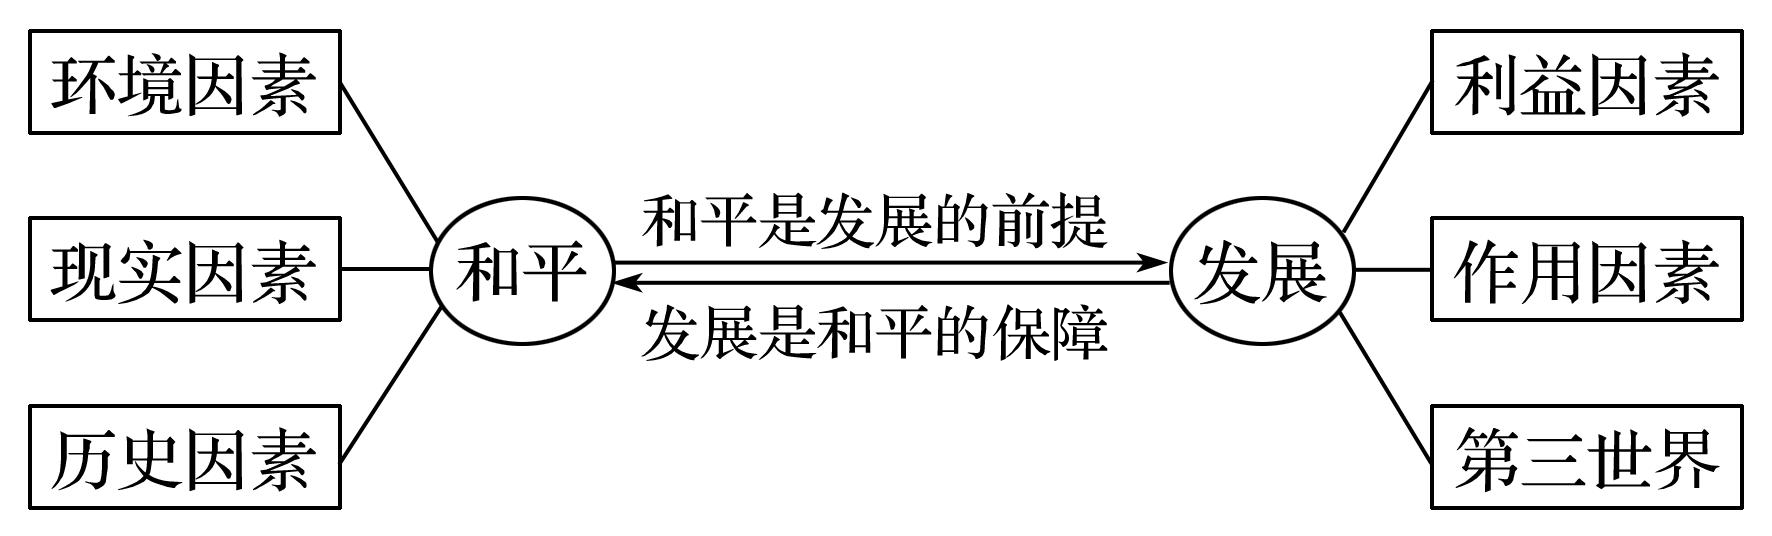 环境因素
现实因素
历史因素
和平
和平是发展的前提
发展是和平的保障
发展
利益因素
作用因素
第三世界